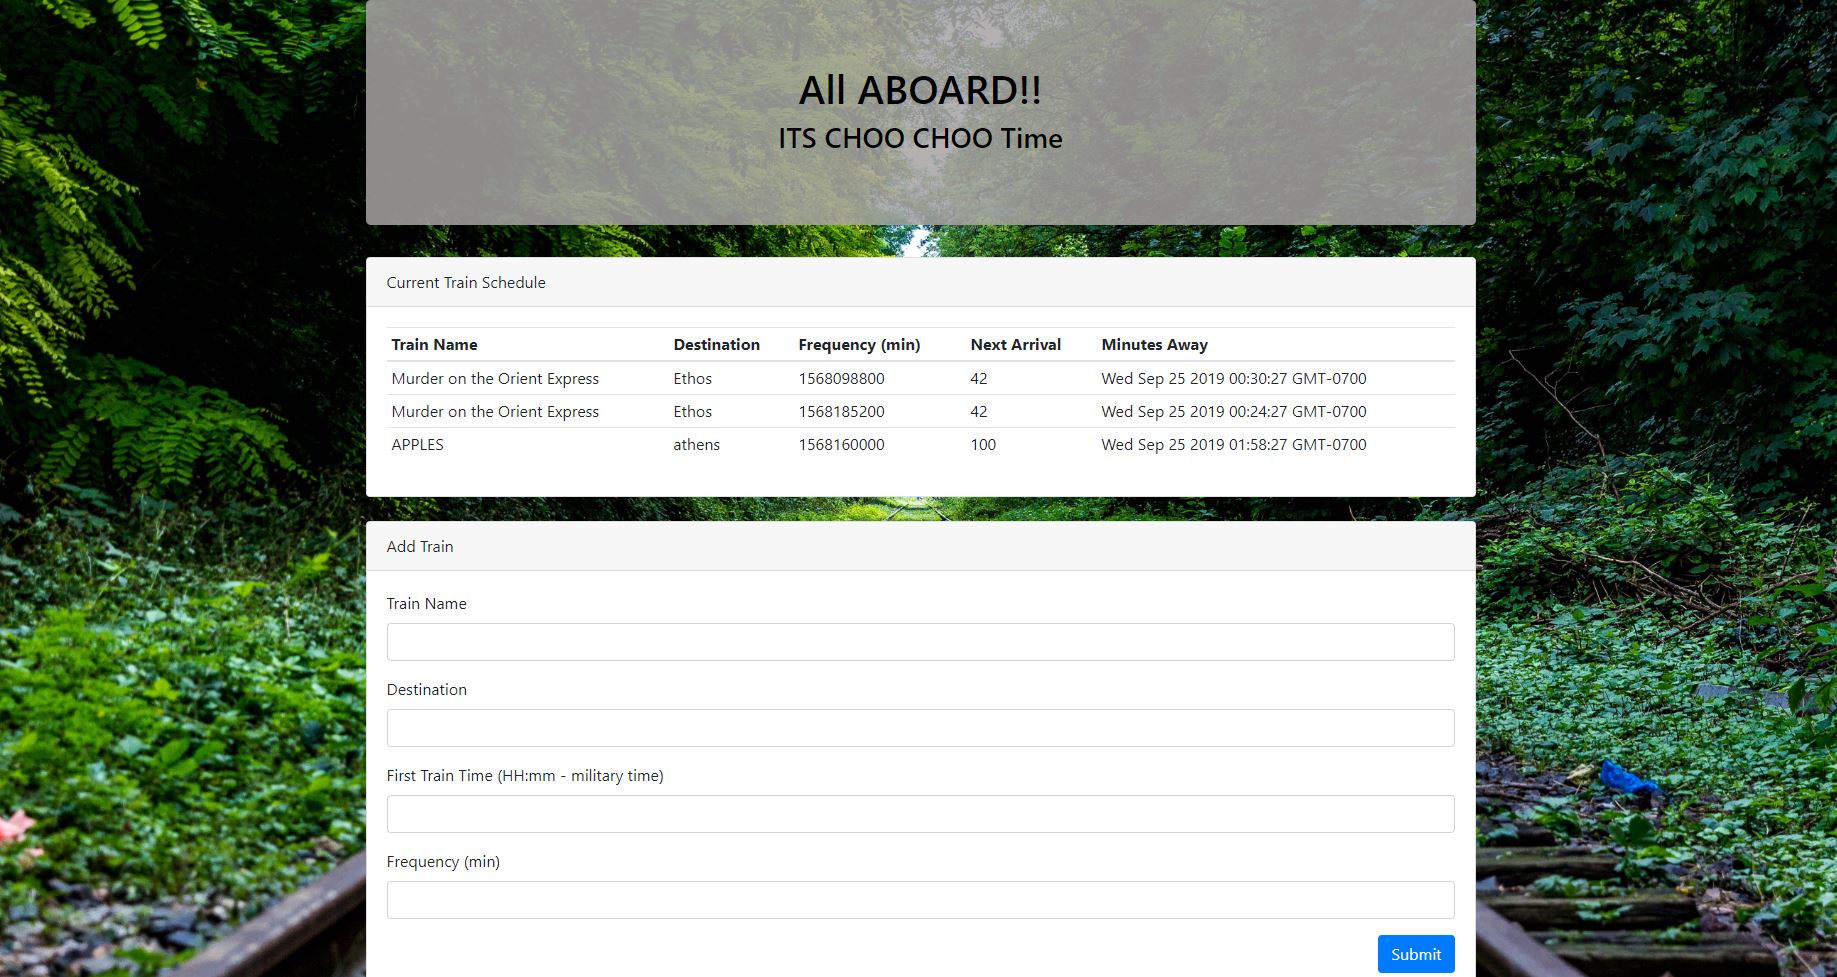 All ABOARD!!
ITS CHOO CHOO Time
Current Train Schedule
Train Name Destination Frequency (min) Next Arrival Minutes Away
Murder on the Orient Express Ethos 1568098800 42 Wed Sep 25 2019 00:30:27 GMT-0700
Murder on the Orient Express Ethos 1568185200 42 Wed Sep 25 2019 00:24:27 GMT-0700
APPLES athens 1568160000 100 Wed Sep 25 2019 01:58:27 GMT-0700
Add Train
Train Name
Destination
First Train Time (HH:mm - military time)
Frequency (min)
Submit